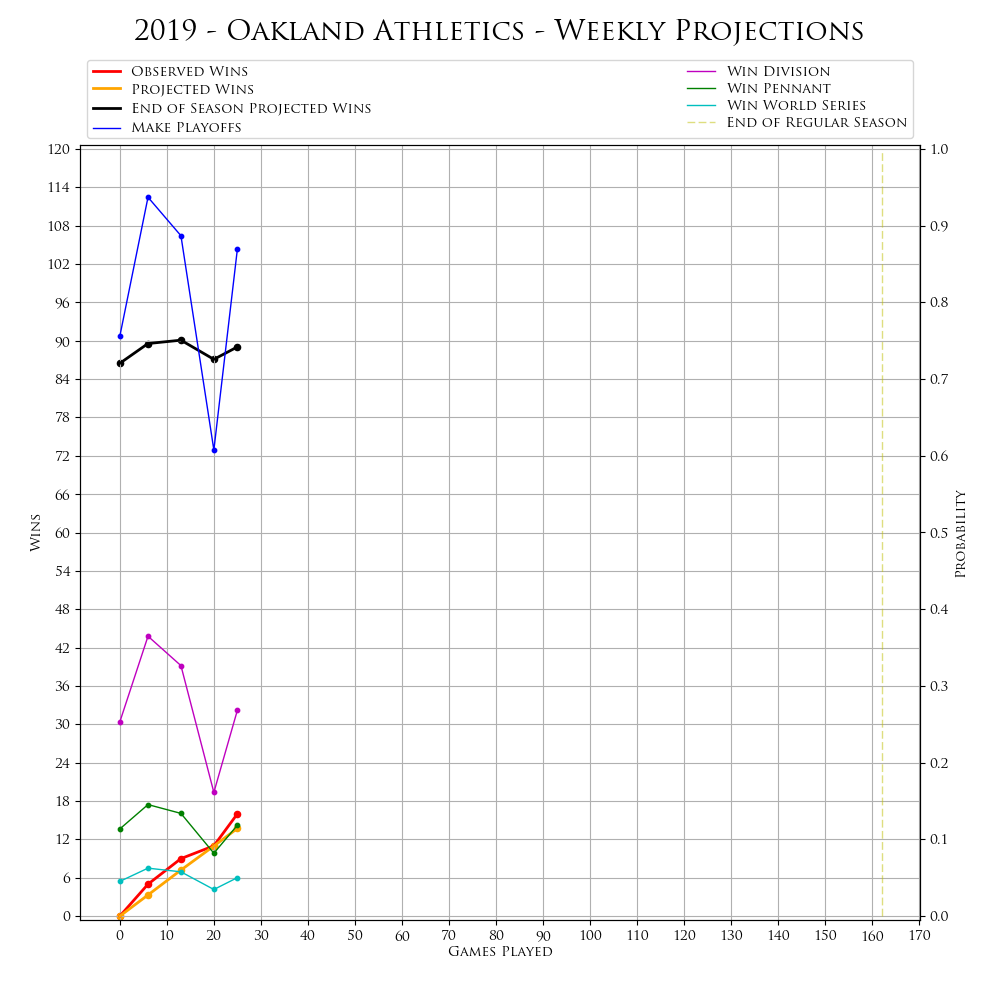 2019 - Oakland Athletics - Weekly Projections
Observed Wins
Projected Wins
End of Season Projected Wins
Make Playoffs
Win Division
Win Pennant
Win World Series
End of Regular Season
120
114
108
102
96
90
84
78
72
66
60
54
48
42
36
30
24
18
12
6
0
Wins
1.0
0.9
0.8
0.7
0.6
0.5
0.4
0.3
0.2
0.1
0.0
Probability
0 10 20 30 40 50 60 70 80 90 100 110 120 130 140 150 160 170
Games Played